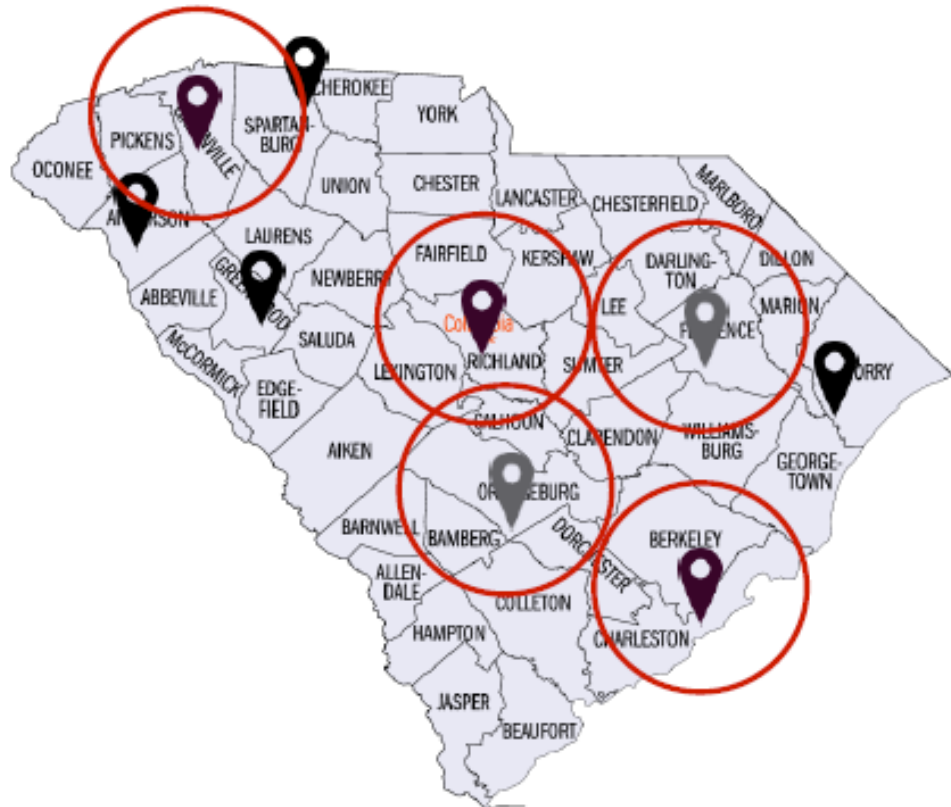 CHEROKEE
YORK
SPARTAN-
BURG
PICKENS
OCONEE
UNION
CHESTER
LANCASTER
CHESTERFIELD
MARLBORO
LAURENS
FAIRFIELD
KERSHAW
DARLING-
TON
DILLON
NEWBERRY
ABBEVILLE
LEE
MARION
SALUDA
McCORMICK
LEXINGTON
RICHLAND
SUMTER
EDGE-
FIELD
CALHOUN
CLARENDON
WILLIAMS-
BURG
AIKEN
GEORGE-
TOWN
BARNWELL
BAMBERG
DORCHESTER
BERKELEY
ALLEN-
DALE
COLLETON
HAMPTON
CHARLESTON
JASPER
BEAUFORT